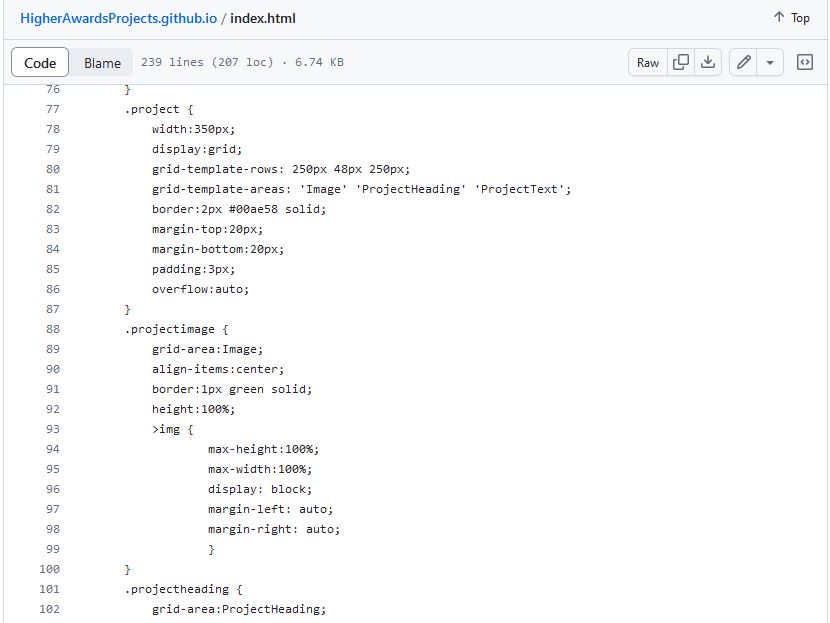 HigherAwardsProjects.github.io / index.html Top
Code Blame 239 lines (207 loc) · 6.74 KB Raw
76 }
77 .project {
78 width:350px;
79 display:grid;
80 grid-template-rows: 250px 48px 250px;
81 grid-template-areas: 'Image' 'ProjectHeading' 'ProjectText';
82 border:2px #00ae58 solid;
83 margin-top:20px;
84 margin-bottom:20px;
85 padding:3px;
86 overflow:auto;
87 }
88 .projectimage {
89 grid-area:Image;
90 align-items:center;
91 border:1px green solid;
92 height:100%;
93 >img {
94 max-height:100%;
95 max-width:100%;
96 display: block;
97 margin-left: auto;
98 margin-right: auto;
99 }
100 }
101 .projectheading {
102 grid-area:ProjectHeading;